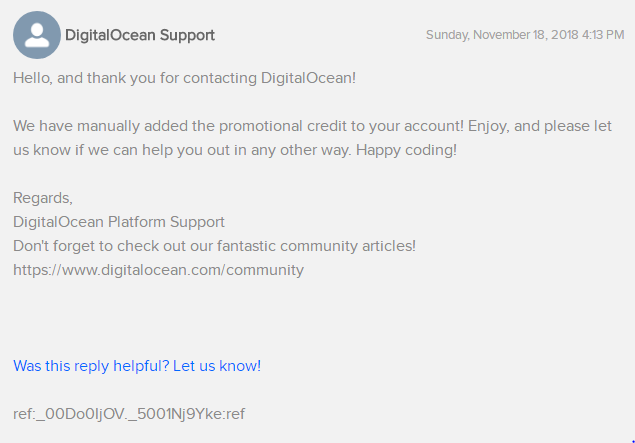 DigitalOcean Support
Sunday, November 18, 2018 4:13 PM
Hello, and thank you for contacting DigitalOcean!
We have manually added the promotional credit to your account! Enjoy, and please let
us know if we can help you out in any other way. Happy coding!
Regards,
DigitalOcean Platform Support
Don't forget to check out our fantastic community articles!
https://www.digitalocean.com/community
Was this reply helpful? Let us know!
ref:_00Do0IjOV._5001Nj9Yke:ref